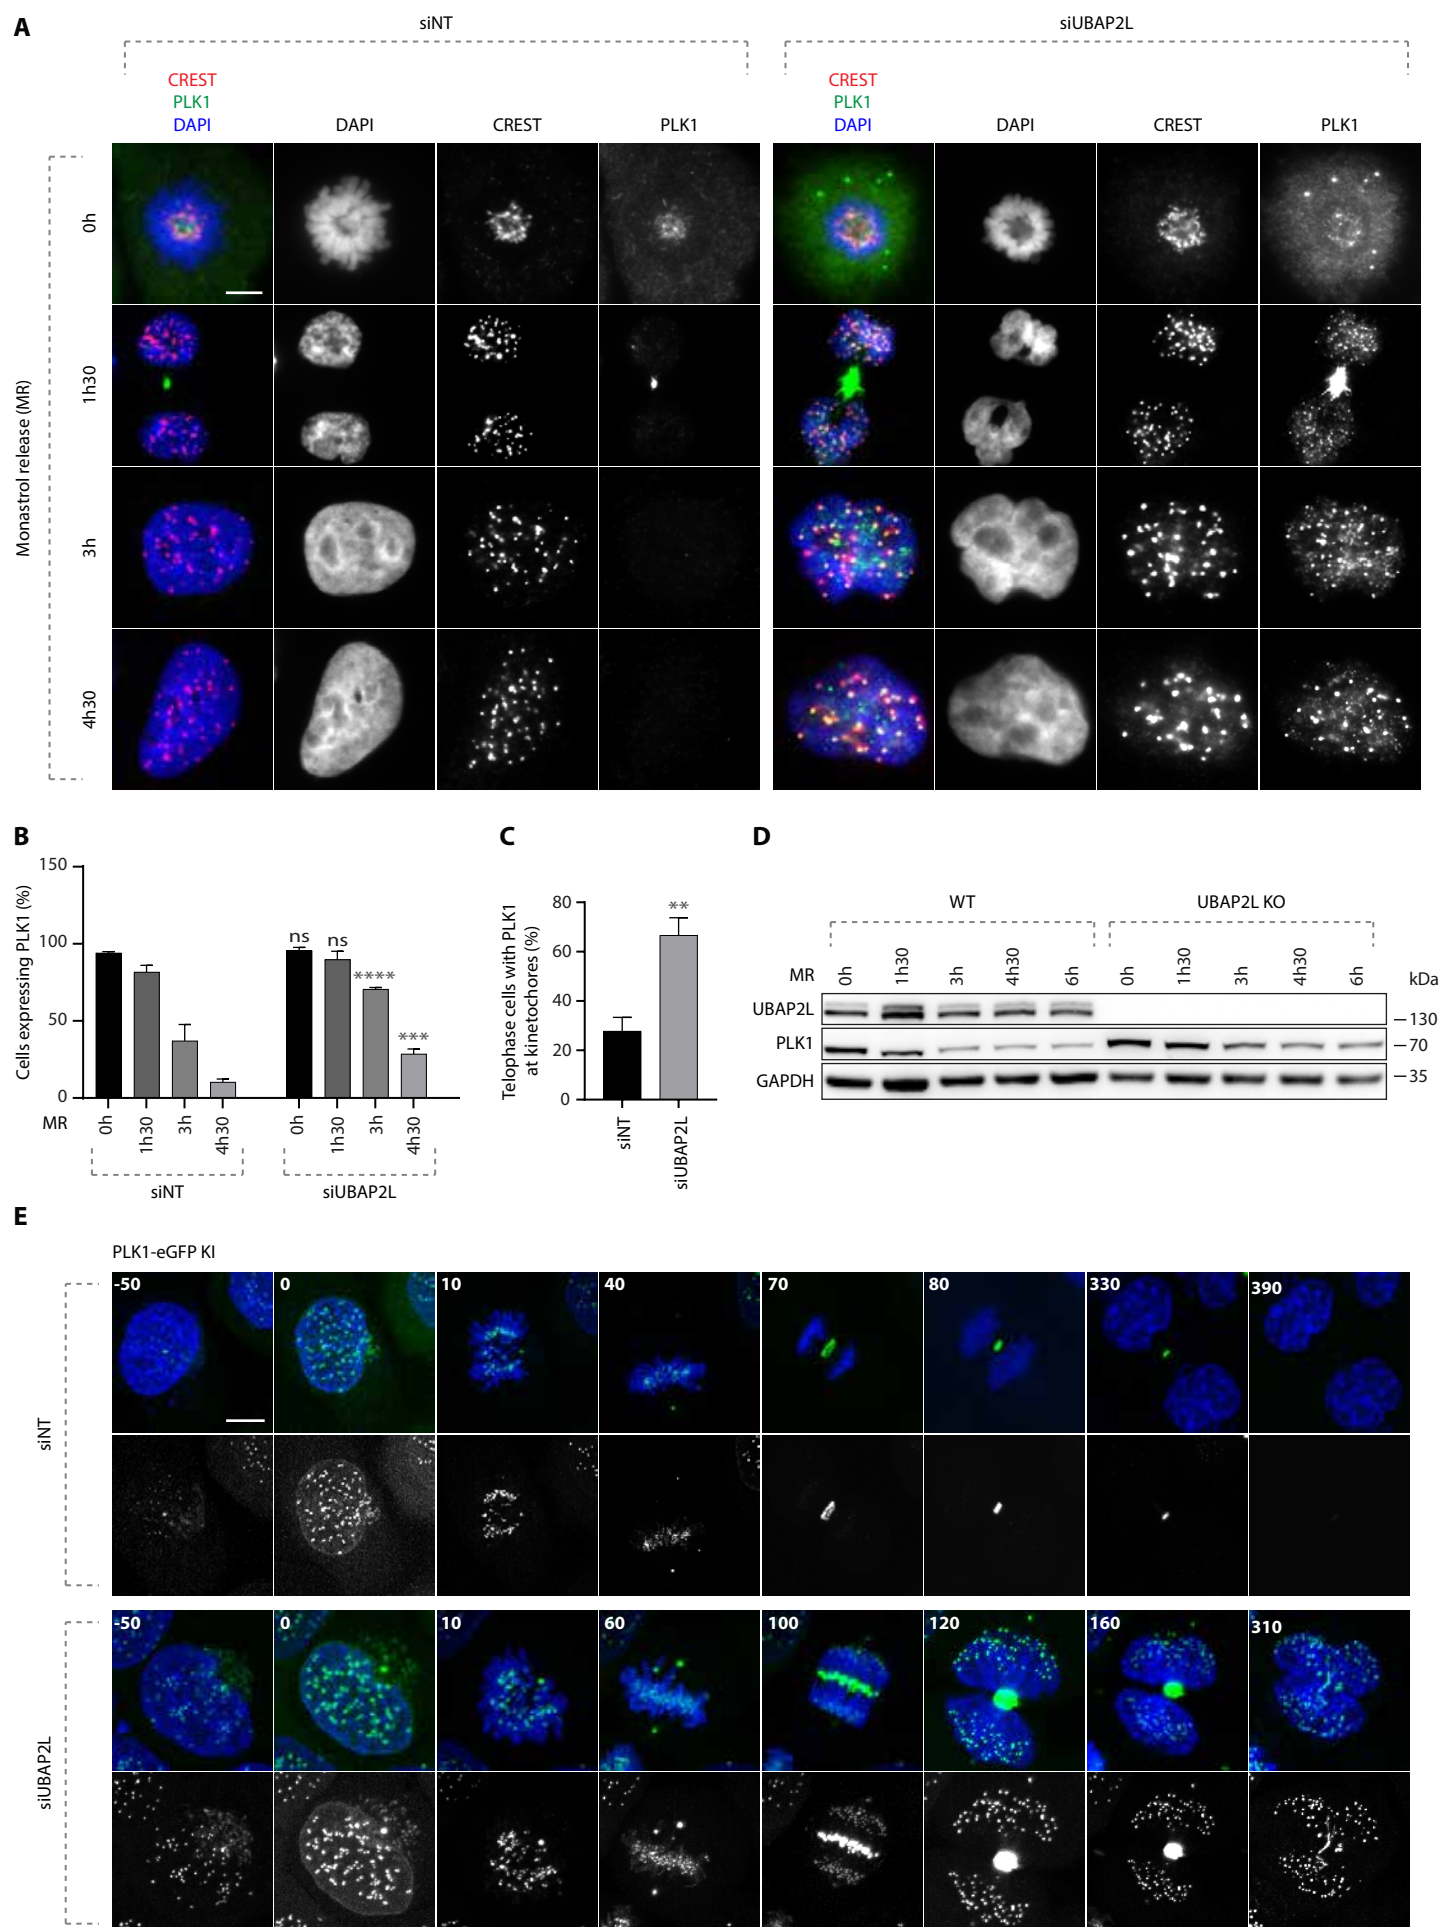 A
siNT
siUBAP2L
CREST
PLK1
DAPI
DAPI
CREST
PLK1
CREST
PLK1
DAPI
DAPI
CREST
PLK1
Monastrol release (MR)
0h
1h30
3h
4h30
B
Cells expressing PLK1 (%)
150
100
50
0
ns
ns
****
***
MR
0h
1h30
3h
4h30
0h
1h30
3h
4h30
siNT
siUBAP2L
C
Telophase cells with PLK1
at kinetochores (%)
80
60
40
20
0
**
siNT
siUBAP2L
D
WT
UBAP2L KO
MR
0h
1h30
3h
4h30
6h
0h
1h30
3h
4h30
6h
kDa
UBAP2L
130
PLK1
70
GAPDH
35
E
PLK1-eGFP KI
siNT
-50
0
10
40
70
80
330
390
siUBAP2L
-50
0
10
60
100
120
160
310